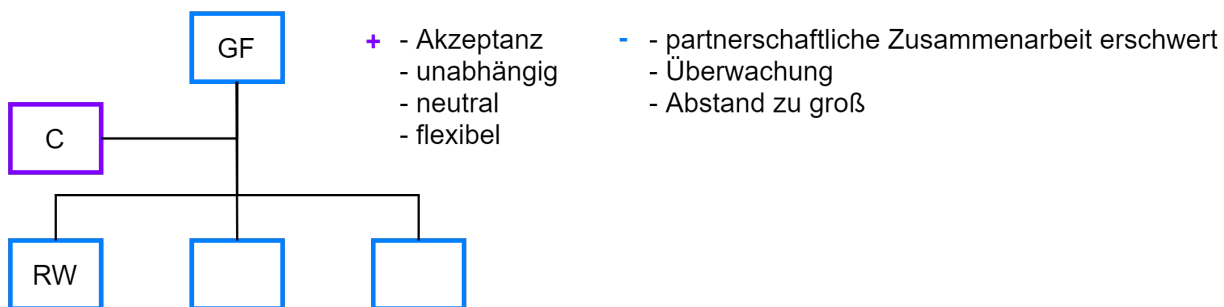 GF
C
RW
+
- Akzeptanz
- unabhängig
- neutral
- flexibel
-
- partnerschaftliche Zusammenarbeit erschwert
- Überwachung
- Abstand zu groß